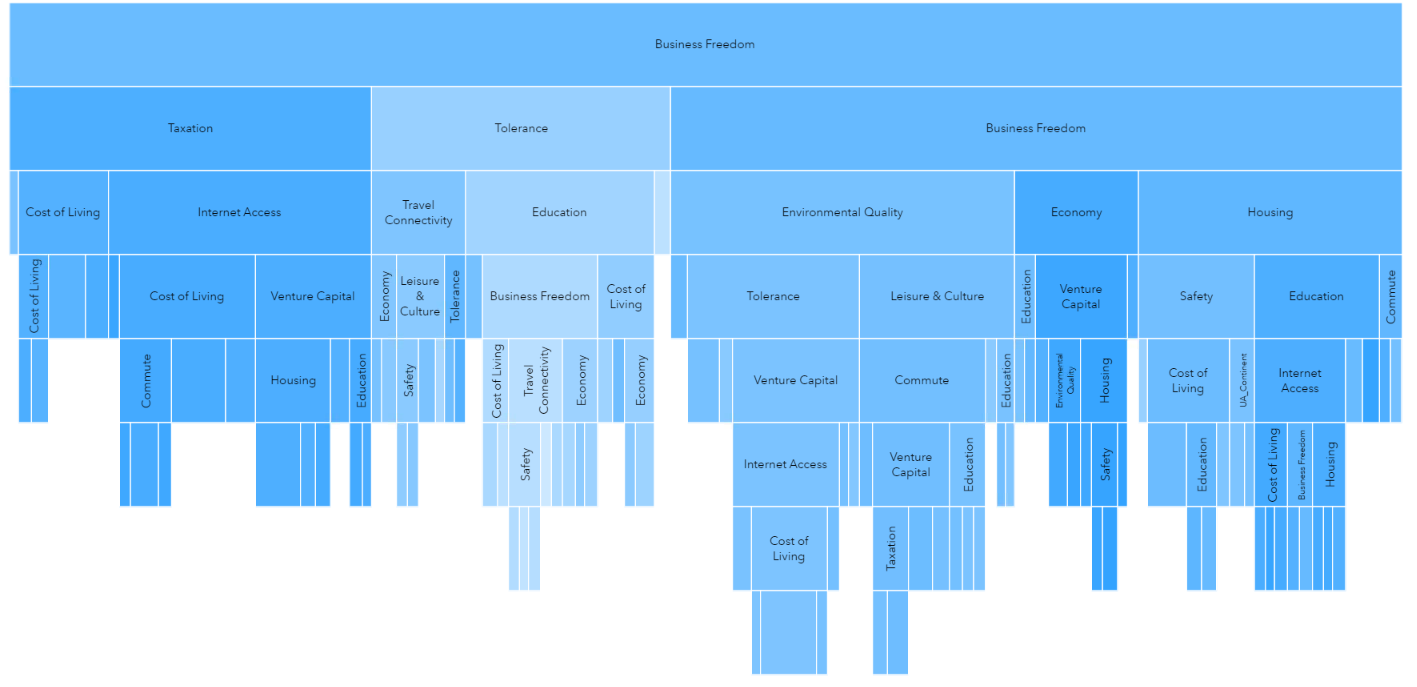 Business Freedom
Taxation
Tolerance
Business Freedom
Cost of Living
Internet Access
Travel
Connectivity
Education
Environmental Quality
Economy
Housing
Cost of Living
Cost of Living
Venture Capital
Economy
Leisure
&
Culture
Tolerance
Business Freedom
Cost of
Living
Tolerance
Leisure & Culture
Education
Venture
Capital
Safety
Education
Commute
Commute
Housing
Education
Safety
Cost of Living
Travel
Connectivity
Economy
Economy
Venture Capital
Commute
Education
Environmental
Quality
Housing
Cost of
Living
UA_Continent
Internet
Access
Safety
Internet Access
Venture
Capital
Education
Safety
Education
Cost of Living
Business Freedom
Housing
Cost of
Living
Taxation